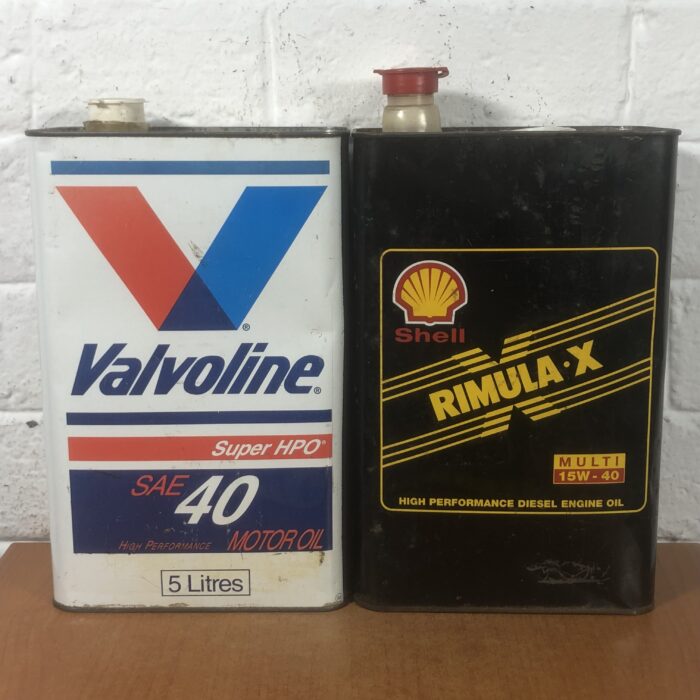 Valvoline®
Super HPO®
SAE 40
HIGH PERFORMANCE MOTOR OIL
5 Litres
Shell
RIMULA·X
MULTI
15W-40
HIGH PERFORMANCE DIESEL ENGINE OIL